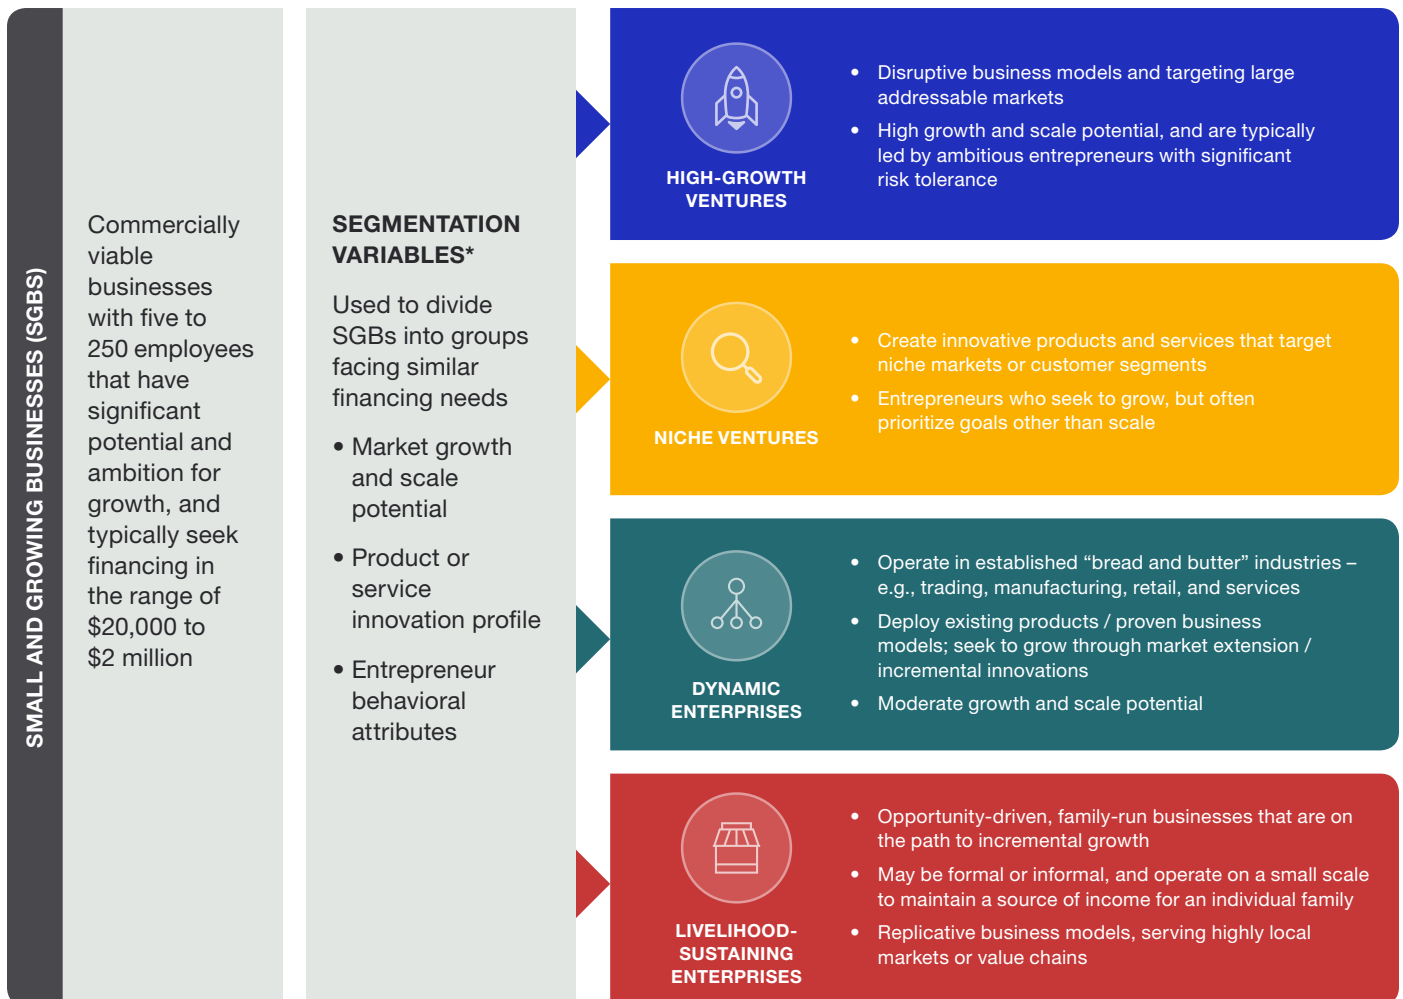 SMALL AND GROWING BUSINESSES (SGBS)
Commercially
viable
businesses
with five to
250 employees
that have
significant
potential and
ambition for
growth, and
typically seek
financing in
the range of
$20,000 to
$2 million
SEGMENTATION
VARIABLES*
Used to divide
SGBs into groups
facing similar
financing needs
• Market growth
and scale
potential
• Product or
service
innovation profile
• Entrepreneur
behavioral
attributes
HIGH-GROWTH
VENTURES
• Disruptive business models and targeting large
addressable markets
• High growth and scale potential, and are typically
led by ambitious entrepreneurs with significant
risk tolerance
NICHE VENTURES
• Create innovative products and services that target
niche markets or customer segments
• Entrepreneurs who seek to grow, but often
prioritize goals other than scale
DYNAMIC
ENTERPRISES
• Operate in established “bread and butter” industries –
e.g., trading, manufacturing, retail, and services
• Deploy existing products / proven business
models; seek to grow through market extension /
incremental innovations
• Moderate growth and scale potential
LIVELIHOOD-
SUSTAINING
ENTERPRISES
• Opportunity-driven, family-run businesses that are on
the path to incremental growth
• May be formal or informal, and operate on a small scale
to maintain a source of income for an individual family
• Replicative business models, serving highly local
markets or value chains